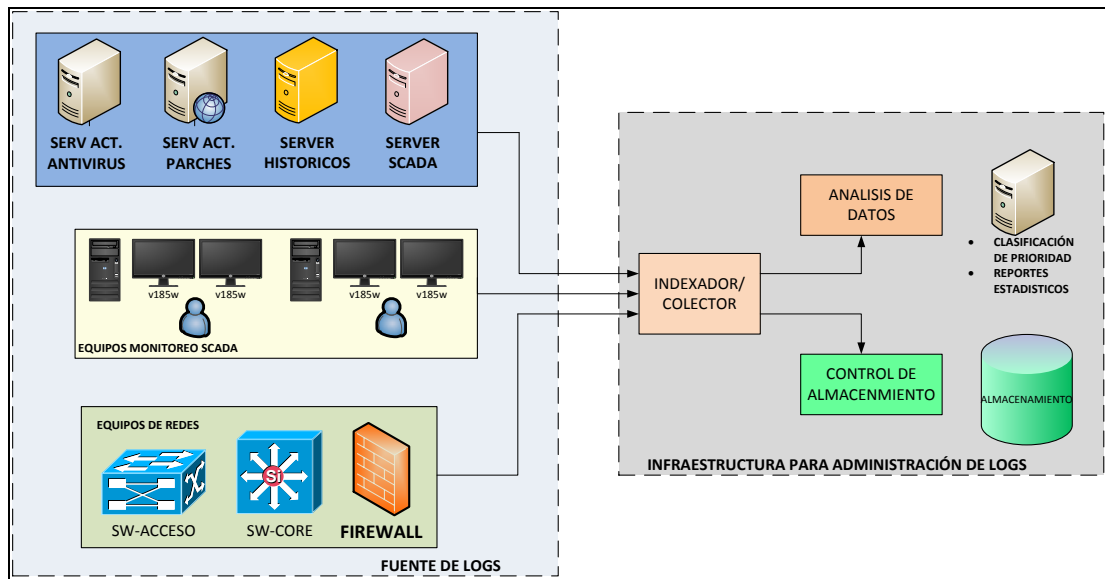 SERV ACT.
ANTIVIRUS
SERV ACT.
PARCHES
SERVER
HISTORICOS
SERVER
SCADA
v185w
v185w
v185w
v185w
EQUIPOS MONITOREO SCADA
EQUIPOS DE REDES
Si
SW-ACCESO
SW-CORE
FIREWALL
FUENTE DE LOGS
INDEXADOR/
COLECTOR
ANALISIS DE
DATOS
• CLASIFICACIÓN
DE PRIORIDAD
• REPORTES
ESTADISTICOS
CONTROL DE
ALMACENMIENTO
ALMACENAMIENTO
INFRAESTRUCTURA PARA ADMINISTRACIÓN DE LOGS